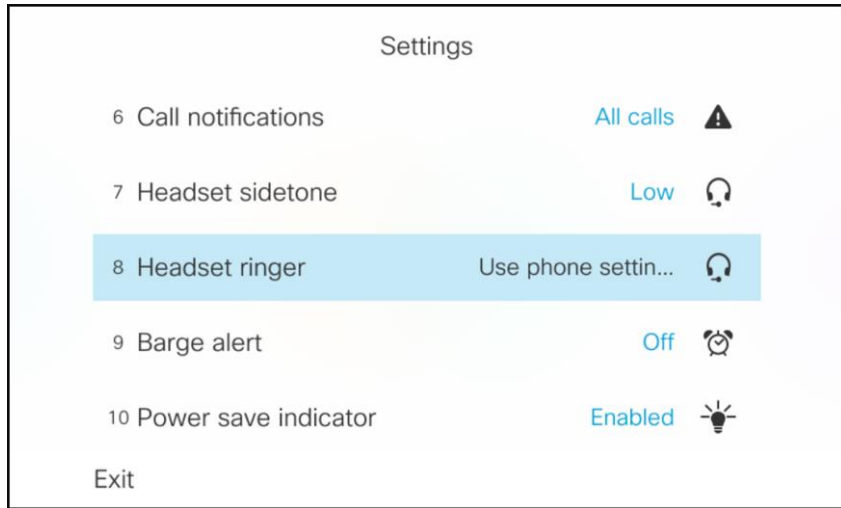 Settings
6 Call notifications All calls
7 Headset sidetone Low
8 Headset ringer Use phone settin...
9 Barge alert Off
10 Power save indicator Enabled
Exit